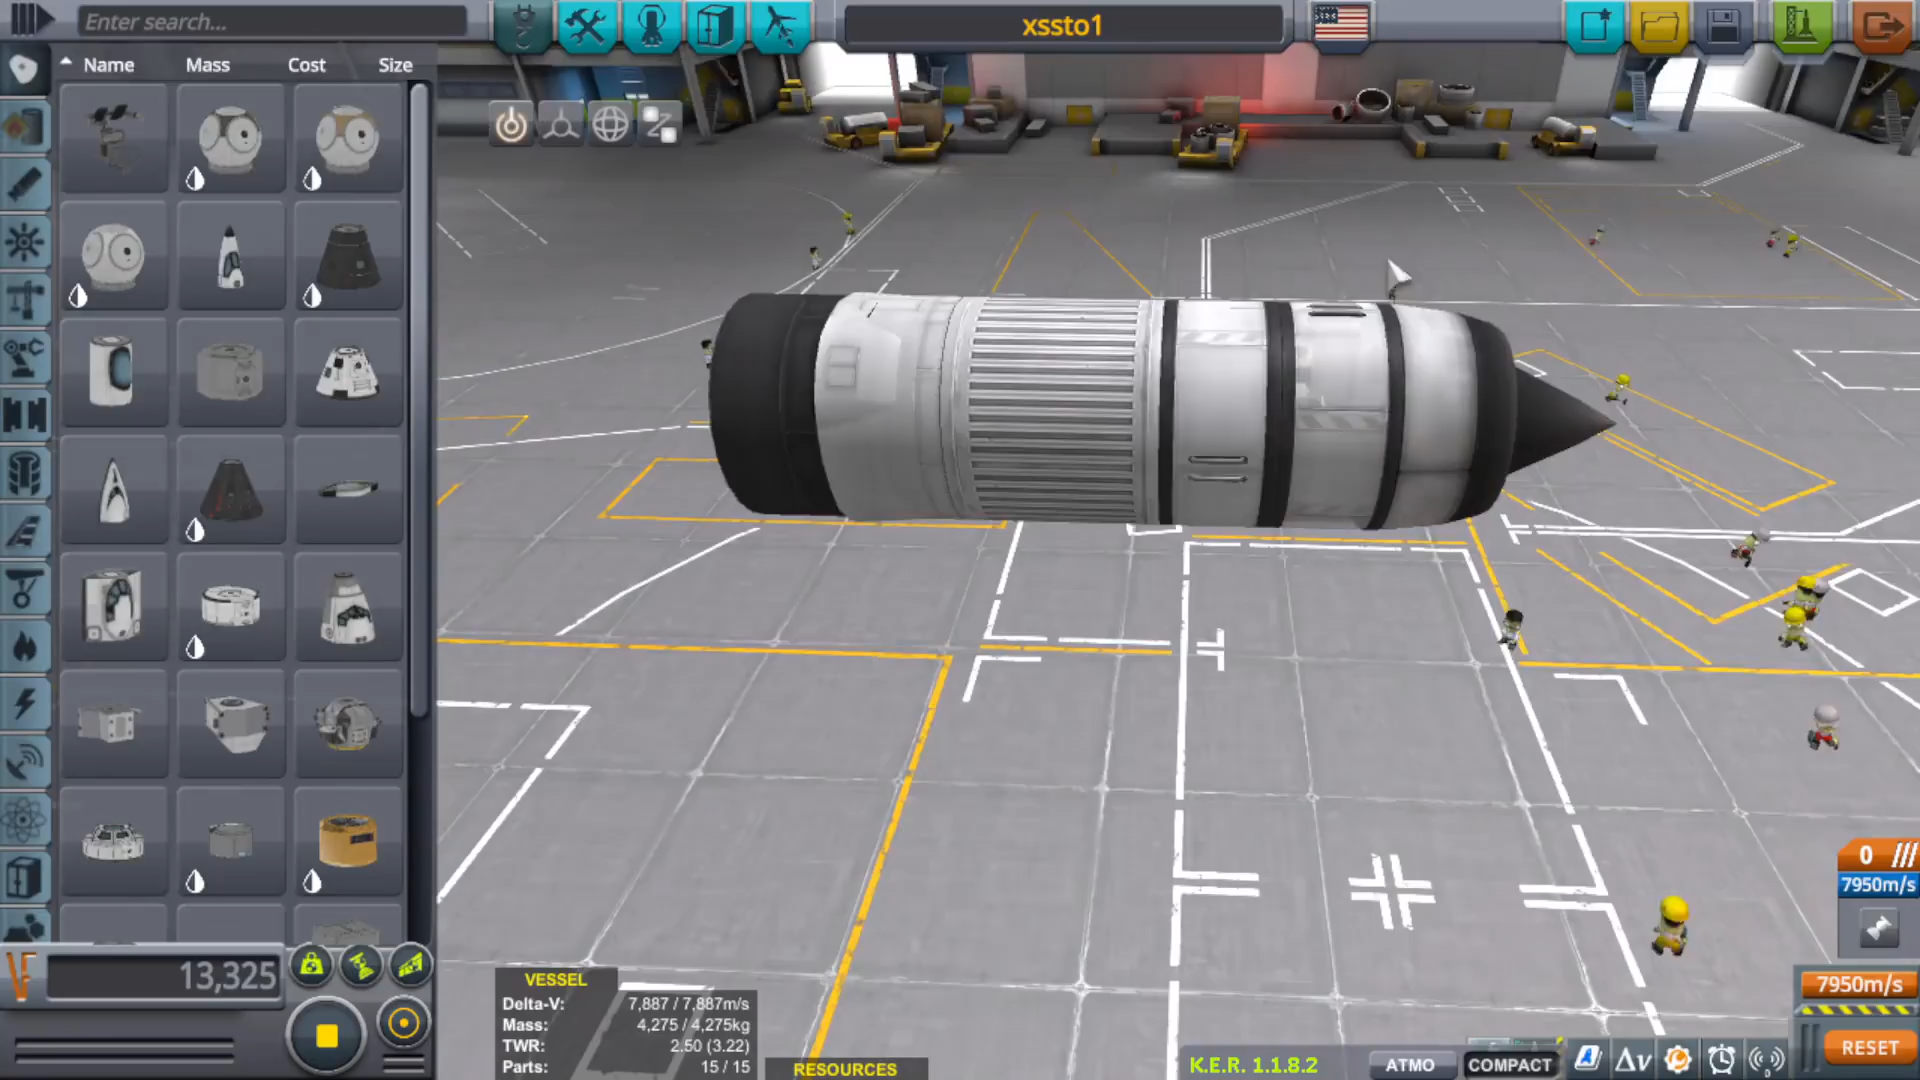 Enter search...
xssto1
Name Mass Cost Size
13,325
VESSEL
Delta-V: 7,887 / 7,887m/s
Mass: 4,275 / 4,275kg
TWR: 2.50 (3.22)
Parts: 15 / 15
RESOURCES
K.E.R. 1.1.8.2
ATMO
COMPACT
Δv
0
7950m/s
7950m/s
RESET